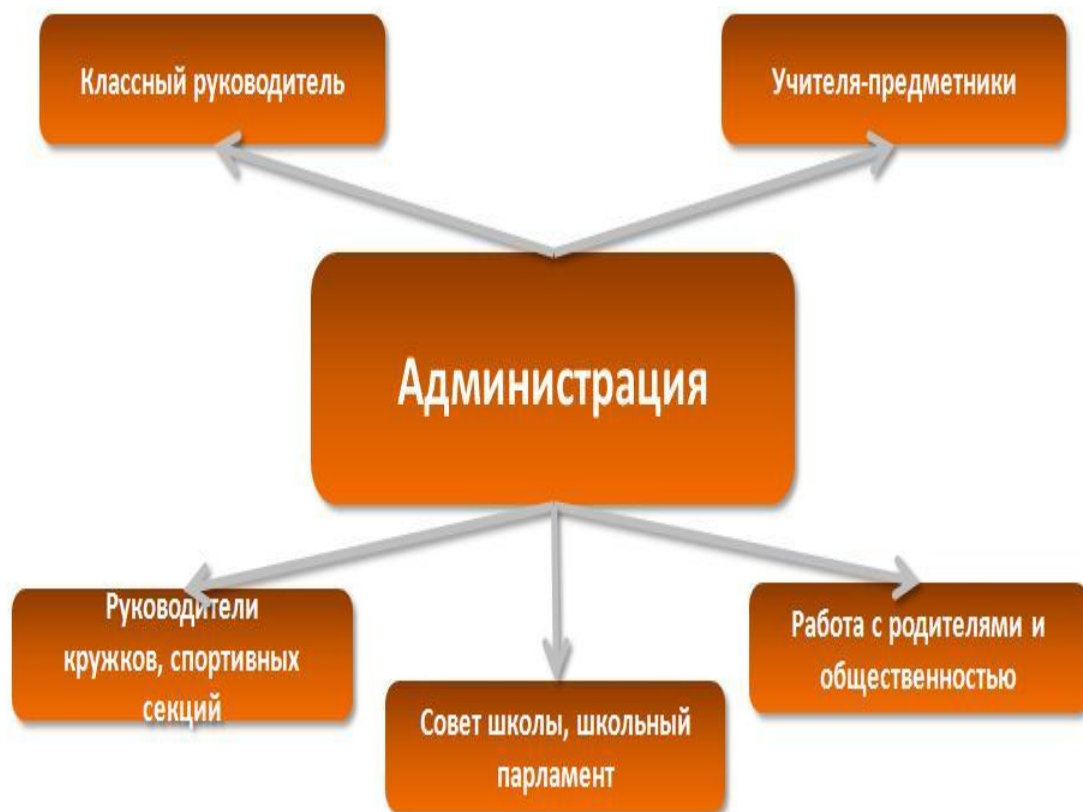 Классный руководитель
Учителя-предметники
Администрация
Руководители
кружков, спортивных
секций
Совет школы, школьный
парламент
Работа с родителями и
общественностью